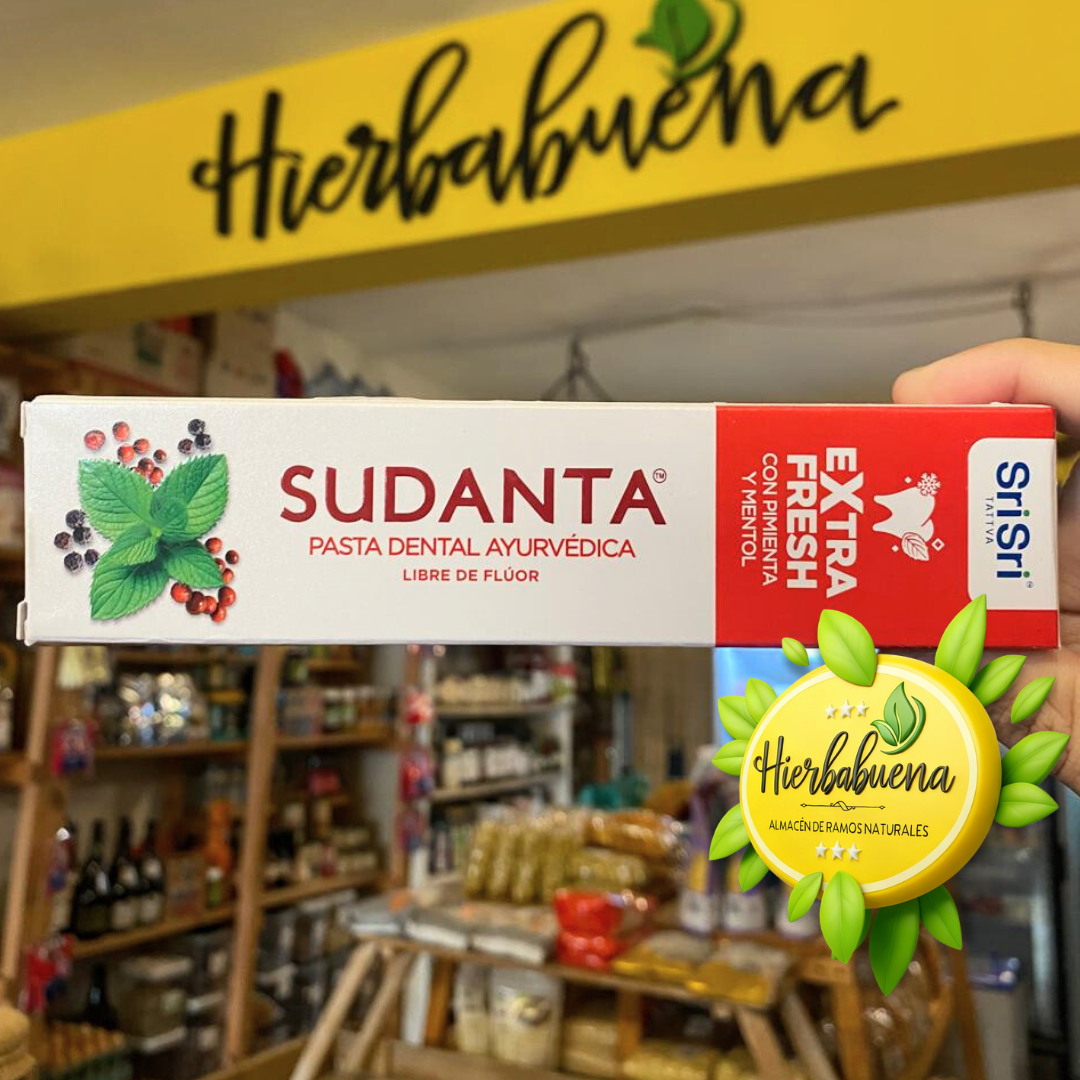 Hierbabuena
SUDANTA™
PASTA DENTAL AYURVÉDICA
LIBRE DE FLÚOR
EXTRA
FRESH
CON PIMIENTA
Y MENTOL
SriSri
TATTVA
Hierbabuena
ALMACÉN DE RAMOS NATURALES